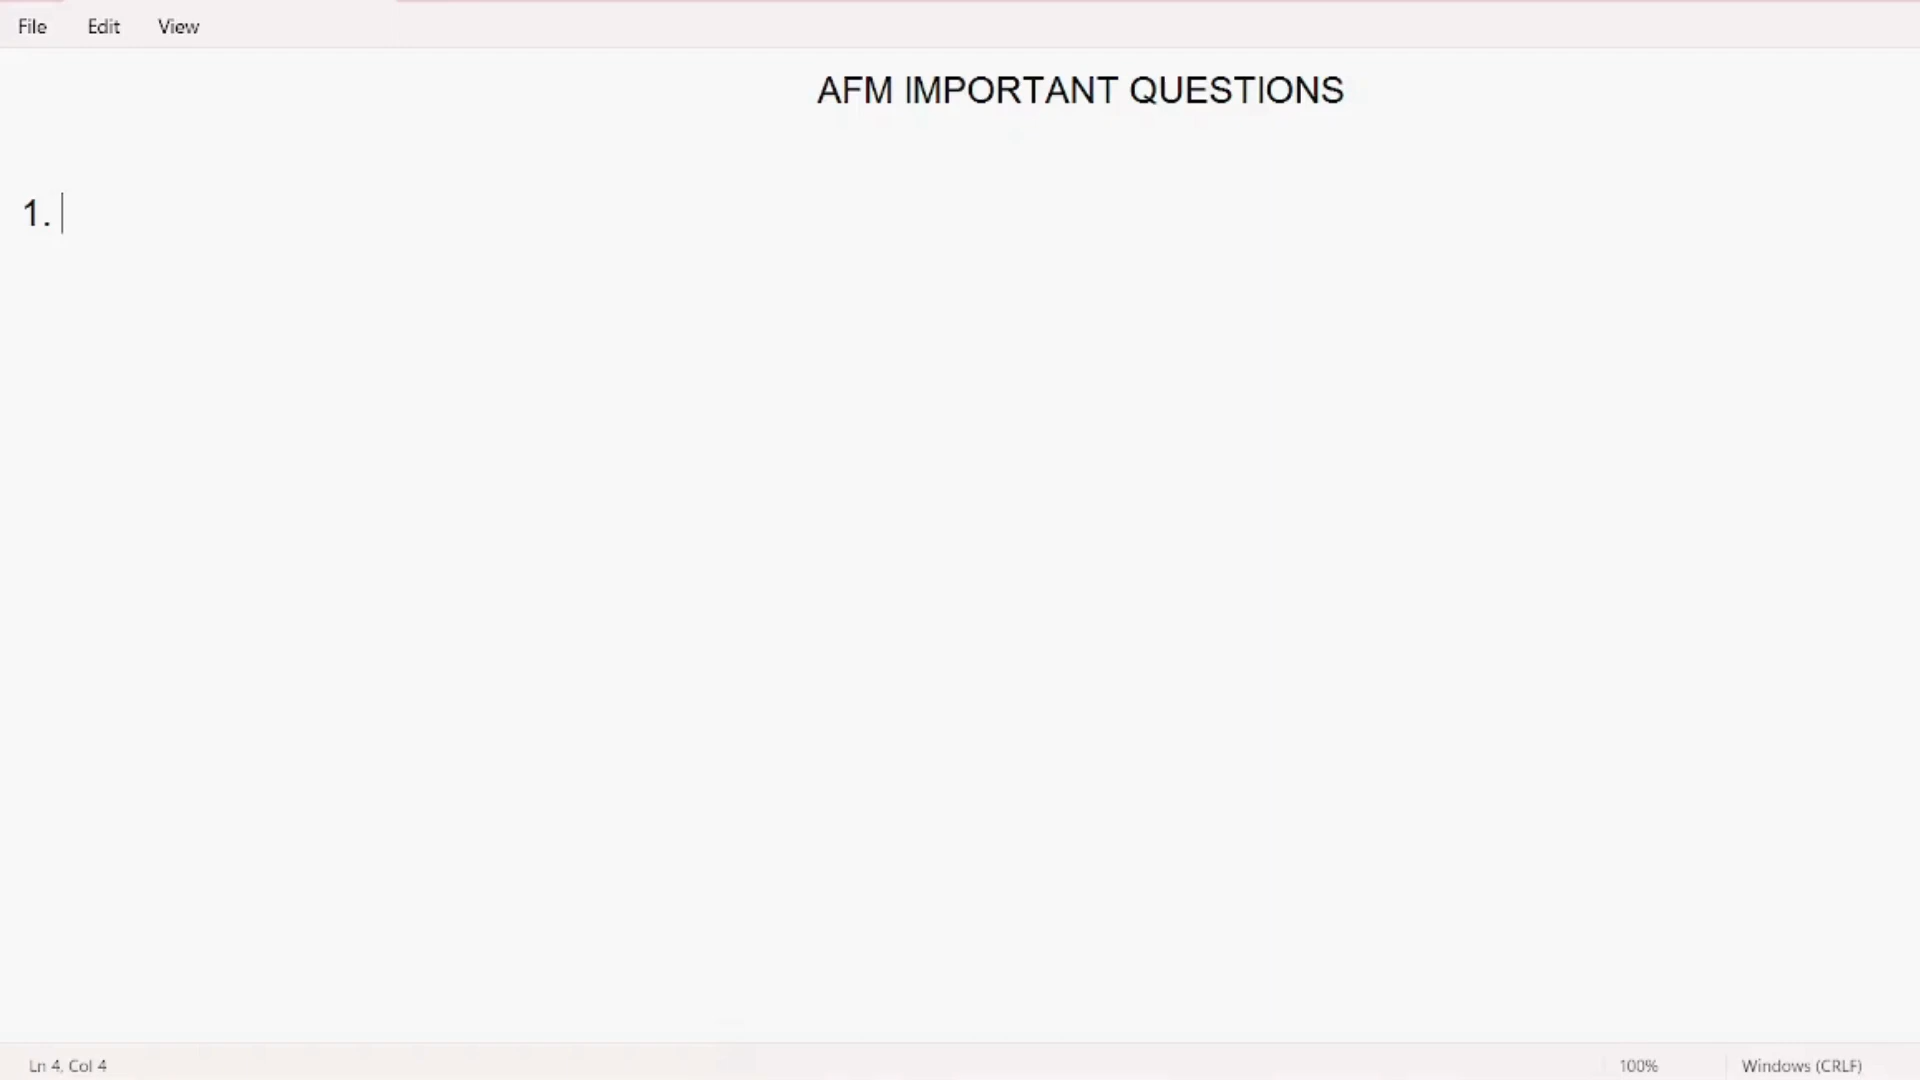 File Edit View
AFM IMPORTANT QUESTIONS
1.
Ln 4, Col 4 100% Windows (CRLF)